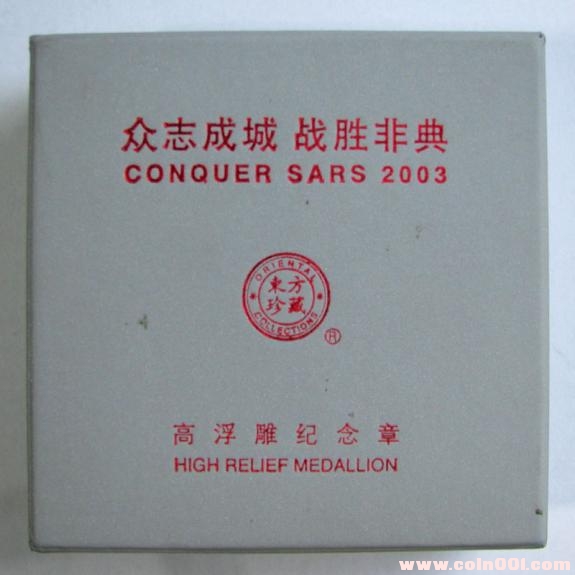 众志成城 战胜非典
CONQUER SARS 2003
ORIENTAL
東方
珍藏
COLLECTIONS
®
高浮雕纪念章
HIGH RELIEF MEDALLION
www.coin001.com